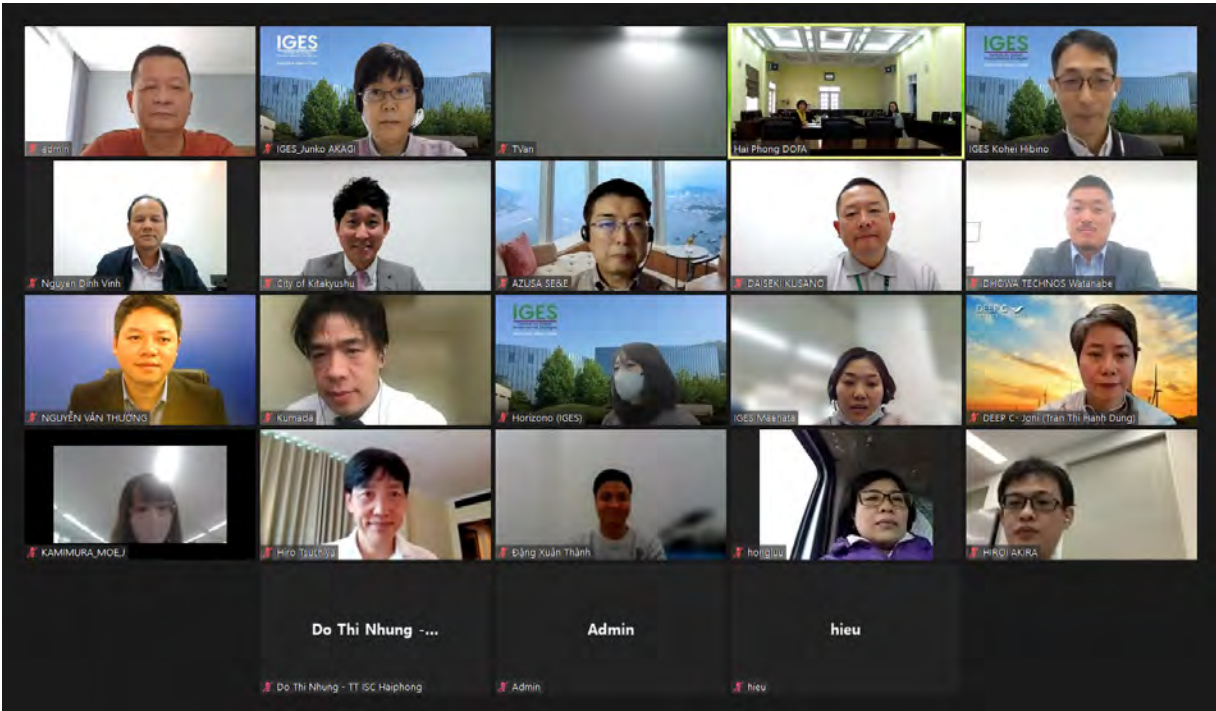 IGES
IGES
admin
IGES_Junko AKAGI
TVan
Hai Phong DOFA
IGES Kohei Hibino
Nguyen Dinh Vinh
City of Kitakyushu
AZUSA SE&E
DAISEKI KUSANO
DHOWA TECHNOS Watanabe
IGES
DEEP C
NGUYỄN VĂN THƯỜNG
Kumada
Horizono (IGES)
IGES Maehata
DEEP C- Joni (Tran Thi Hanh Dung)
KAMIMURA_MOE,J
Hiro Tsuchiya
Đặng Xuân Thành
hongluu
HIROI AKIRA
Do Thi Nhung -...
Admin
hieu
Do Thi Nhung - TT ISC Haiphong
Admin
hieu